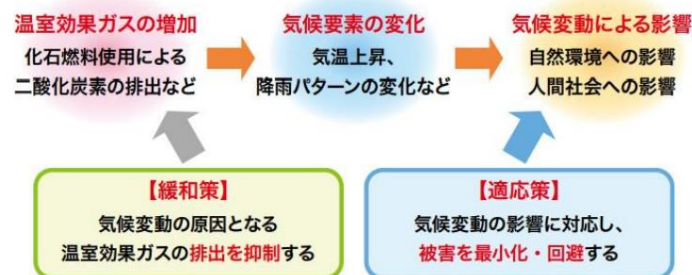 温室効果ガスの増加
化石燃料使用による
二酸化炭素の排出など
気候要素の変化
気温上昇、
降雨パターンの変化など
気候変動による影響
自然環境への影響
人間社会への影響
【緩和策】
気候変動の原因となる
温室効果ガスの排出を抑制する
【適応策】
気候変動の影響に対応し、
被害を最小化・回避する